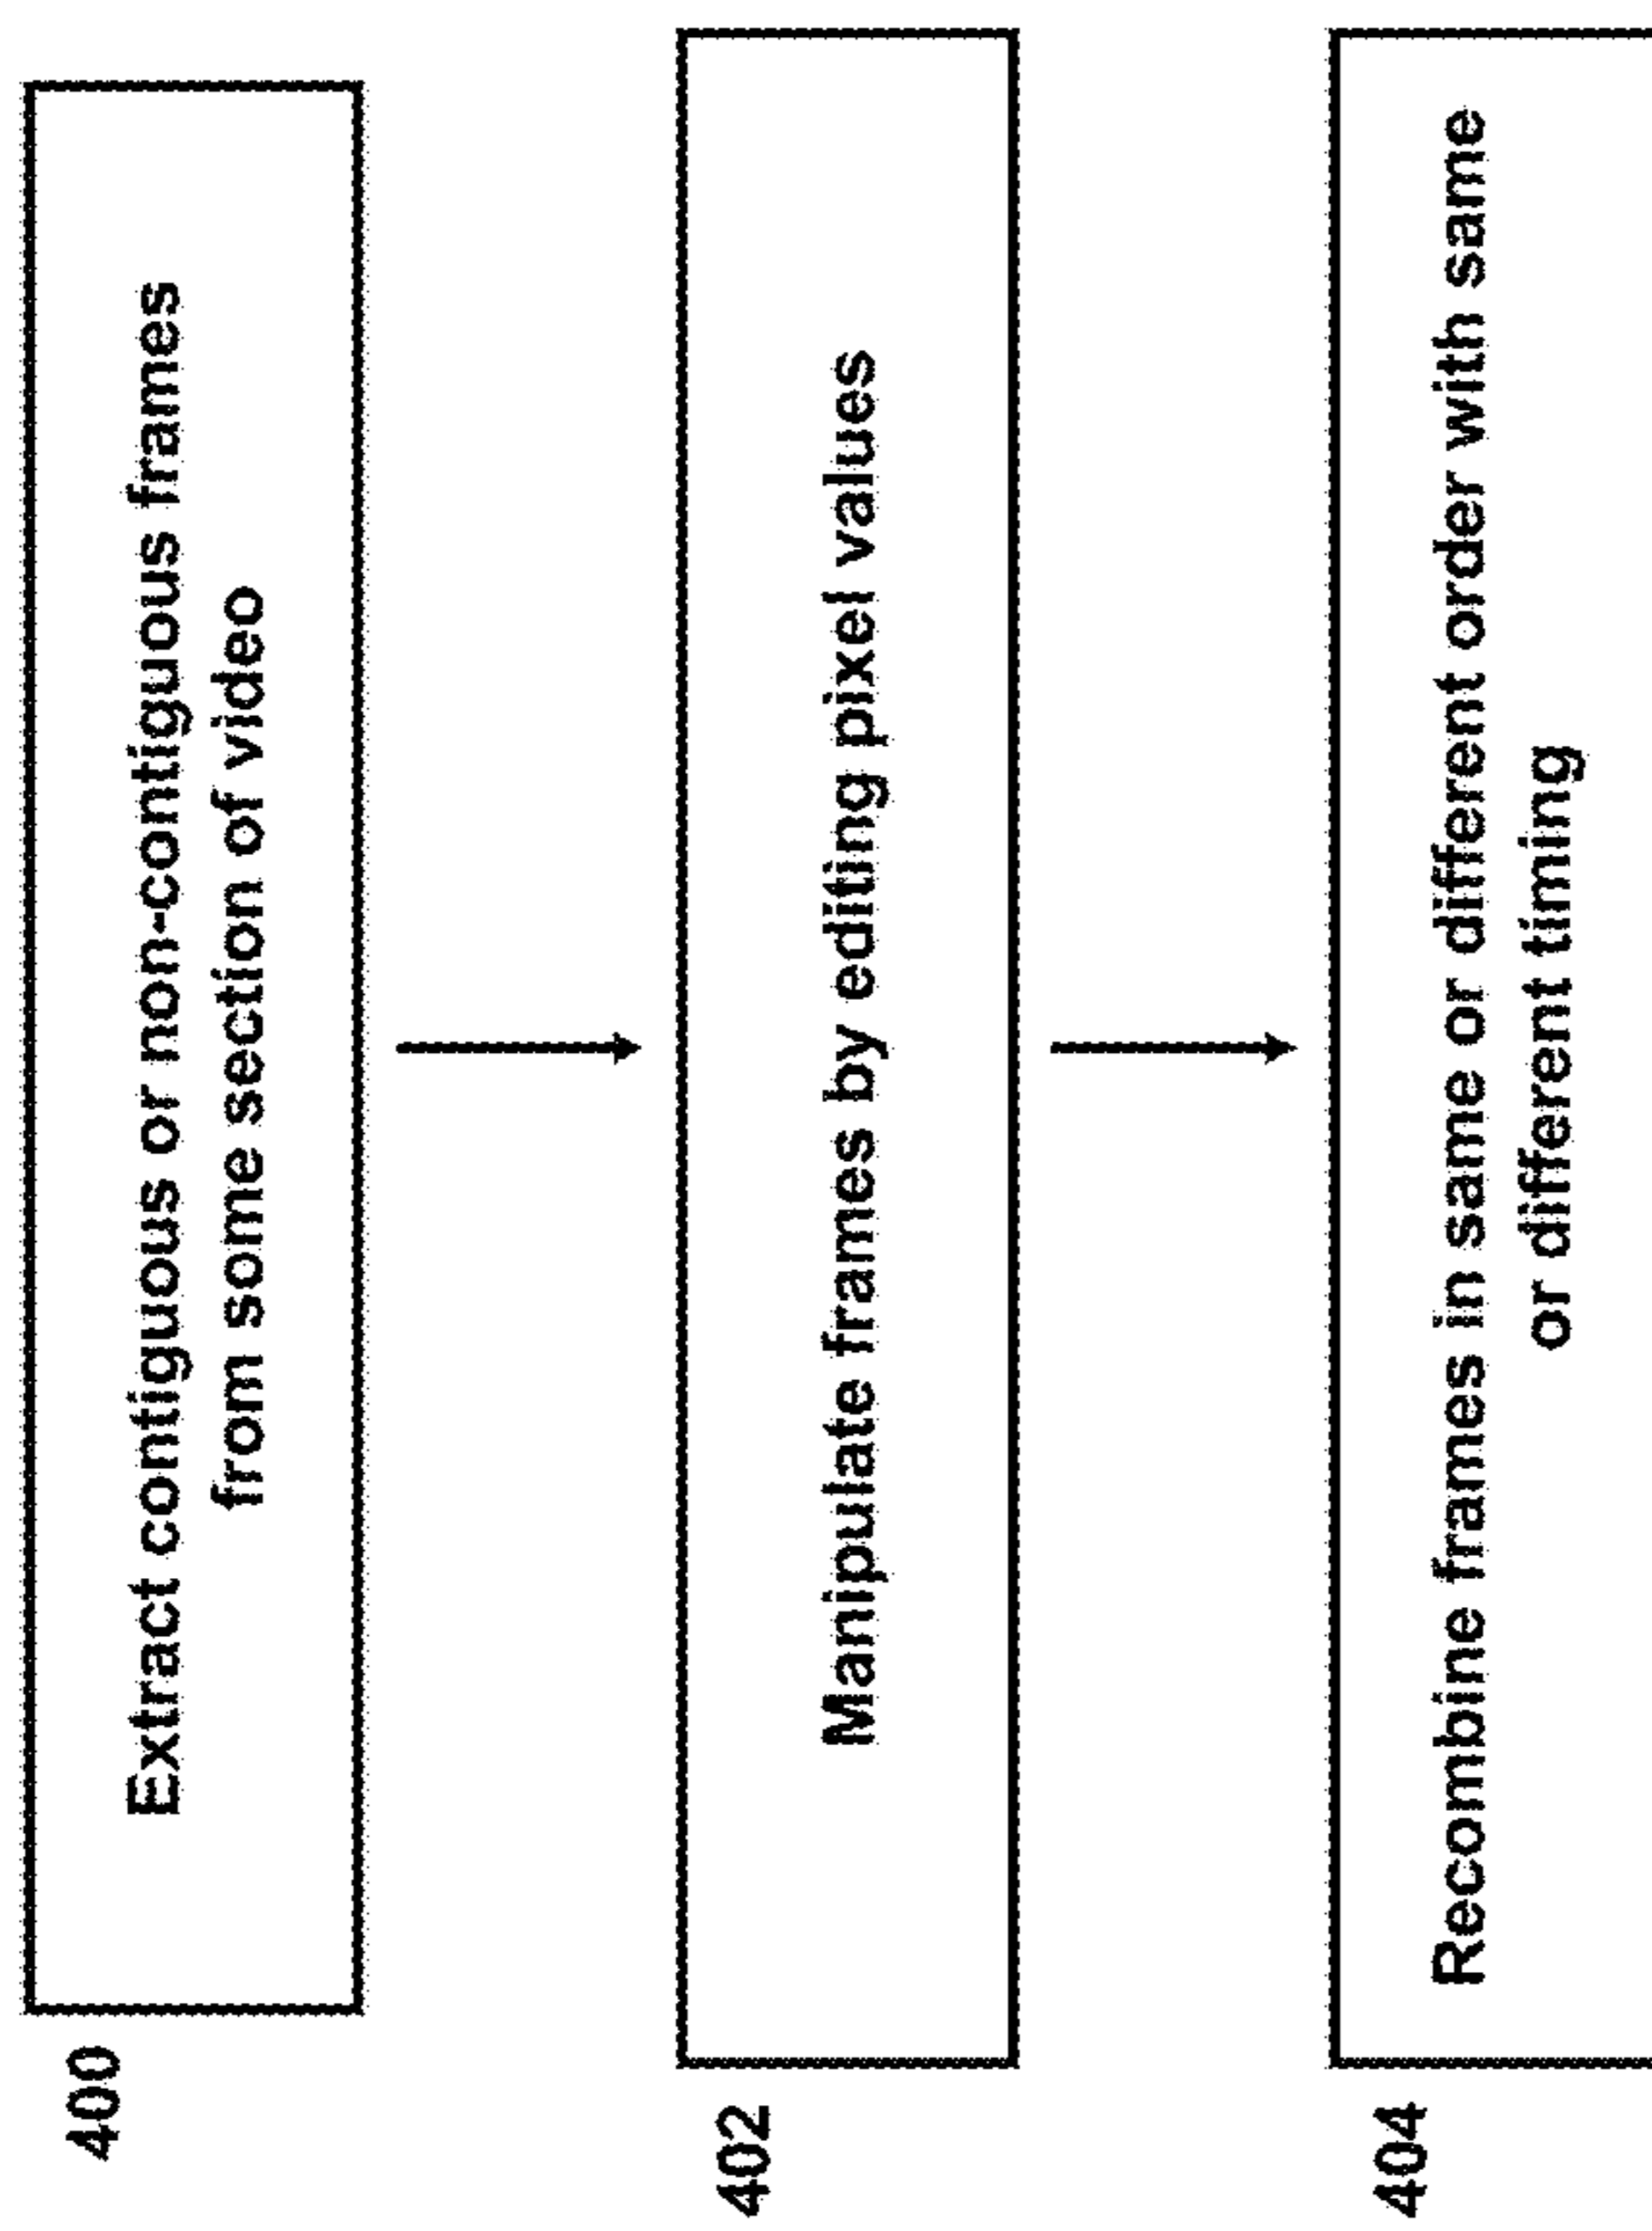 400
Extract contiguous or non-contiguous frames
from some section of video
402
Manipulate frames by editing pixel values
404
Recombine frames in same or different order with same
or different timing